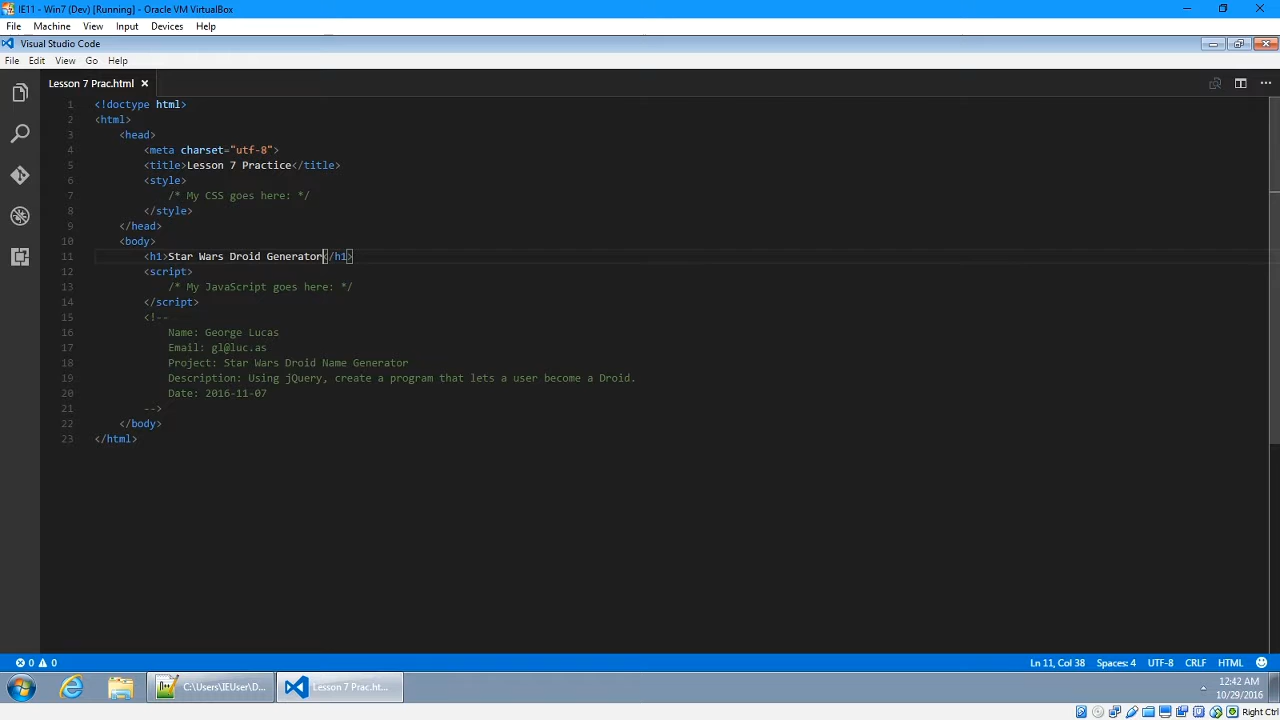 IE11 - Win7 (Dev) [Running] - Oracle VM VirtualBox
File Machine View Input Devices Help
Visual Studio Code
File Edit View Go Help
Lesson 7 Prac.html
1 <!doctype html>
2 <html>
3 <head>
4 <meta charset="utf-8">
5 <title>Lesson 7 Practice</title>
6 <style>
7 /* My CSS goes here: */
8 </style>
9 </head>
10 <body>
11 <h1>Star Wars Droid Generator</h1>
12 <script>
13 /* My JavaScript goes here: */
14 </script>
15 <!--
16 Name: George Lucas
17 Email: gl@luc.as
18 Project: Star Wars Droid Name Generator
19 Description: Using jQuery, create a program that lets a user become a Droid.
20 Date: 2016-11-07
21 -->
22 </body>
23 </html>
0 0 Ln 11, Col 38 Spaces: 4 UTF-8 CRLF HTML
C:\Users\IEUser\D... Lesson 7 Prac.ht... 12:42 AM
10/29/2016
Right Ctrl